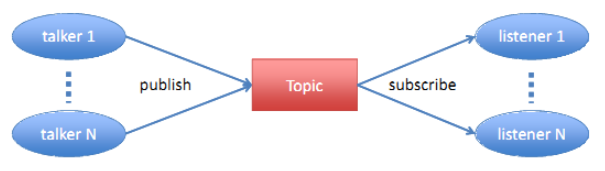 talker 1
listener 1
publish
Topic
subscribe
talker N
listener N